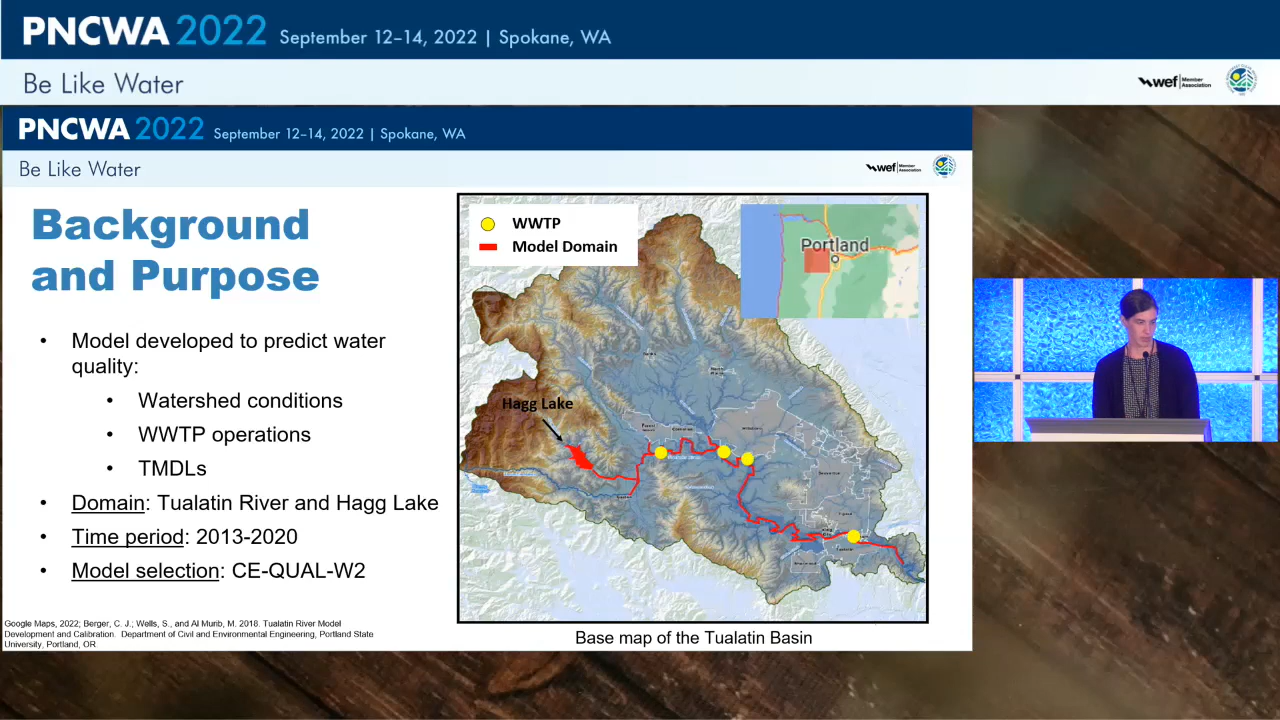 PNCWA 2022 September 12–14, 2022 | Spokane, WA
Be Like Water
wef Member Association
PNCWA 2022 September 12–14, 2022 | Spokane, WA
Be Like Water
wef Member Association
Background
and Purpose
• Model developed to predict water
quality:
• Watershed conditions
• WWTP operations
• TMDLs
• Domain: Tualatin River and Hagg Lake
• Time period: 2013-2020
• Model selection: CE-QUAL-W2
Google Maps, 2022; Berger, C. J.; Wells, S., and Al Murib, M. 2018. Tualatin River Model
Development and Calibration. Department of Civil and Environmental Engineering, Portland State
University, Portland, OR
WWTP
Model Domain
Portland
Hagg Lake
Base map of the Tualatin Basin